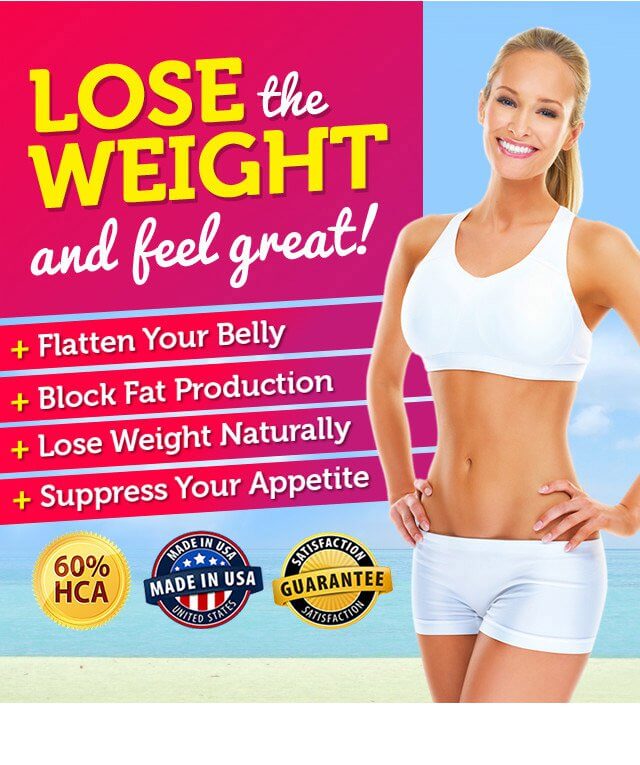 LOSE the
WEIGHT
and feel great!
+ Flatten Your Belly
+ Block Fat Production
+ Lose Weight Naturally
+ Suppress Your Appetite
60%
HCA
MADE IN USA
MADE IN USA
UNITED STATES
SATISFACTION
GUARANTEE
SATISFACTION